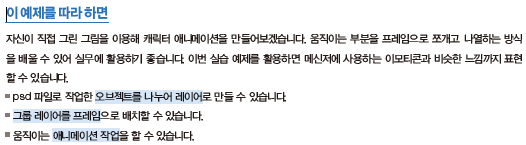 이 예제를 따라 하면
자신이 직접 그린 그림을 이용해 캐릭터 애니메이션을 만들어보겠습니다. 움직이는 부분을 프레임으로 쪼개고 나열하는 방식
을 배울 수 있어 실무에 활용하기 좋습니다. 이번 실습 예제를 활용하면 메신저에 사용하는 이모티콘과 비슷한 느낌까지 표현
할 수 있습니다.
▪ psd 파일로 작업한 오브젝트를 나누어 레이어로 만들 수 있습니다.
▪ 그룹 레이어를 프레임으로 배치할 수 있습니다.
▪ 움직이는 애니메이션 작업을 할 수 있습니다.